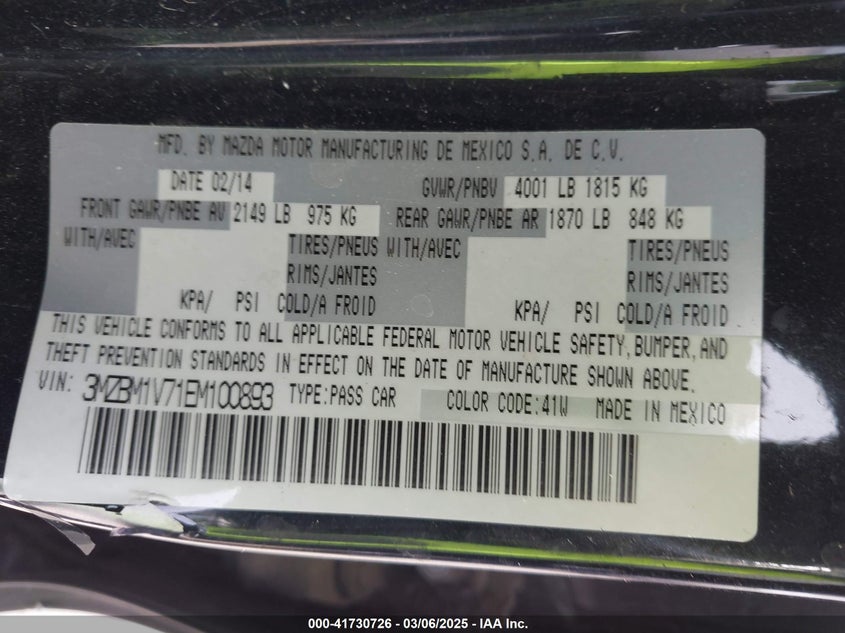 MFD. BY MAZDA MOTOR MANUFACTURING DE MEXICO S.A. DE C.V.
DATE 02/14 GVWR/PNBV 4001 LB 1815 KG
FRONT GAWR/PNBE AV 2149 LB 975 KG REAR GAWR/PNBE AR 1870 LB 848 KG
WITH/AVEC TIRES/PNEUS WITH/AVEC TIRES/PNEUS
RIMS/JANTES RIMS/JANTES
KPA/ PSI COLD/A FROID KPA/ PSI COLD/A FROID
THIS VEHICLE CONFORMS TO ALL APPLICABLE FEDERAL MOTOR VEHICLE SAFETY, BUMPER, AND
THEFT PREVENTION STANDARDS IN EFFECT ON THE DATE OF MANUFACTURE SHOWN ABOVE.
VIN: 3MZBM1V71EM100893 TYPE:PASS CAR COLOR CODE:41W MADE IN MEXICO
000-41730726 - 03/06/2025 - IAA Inc.